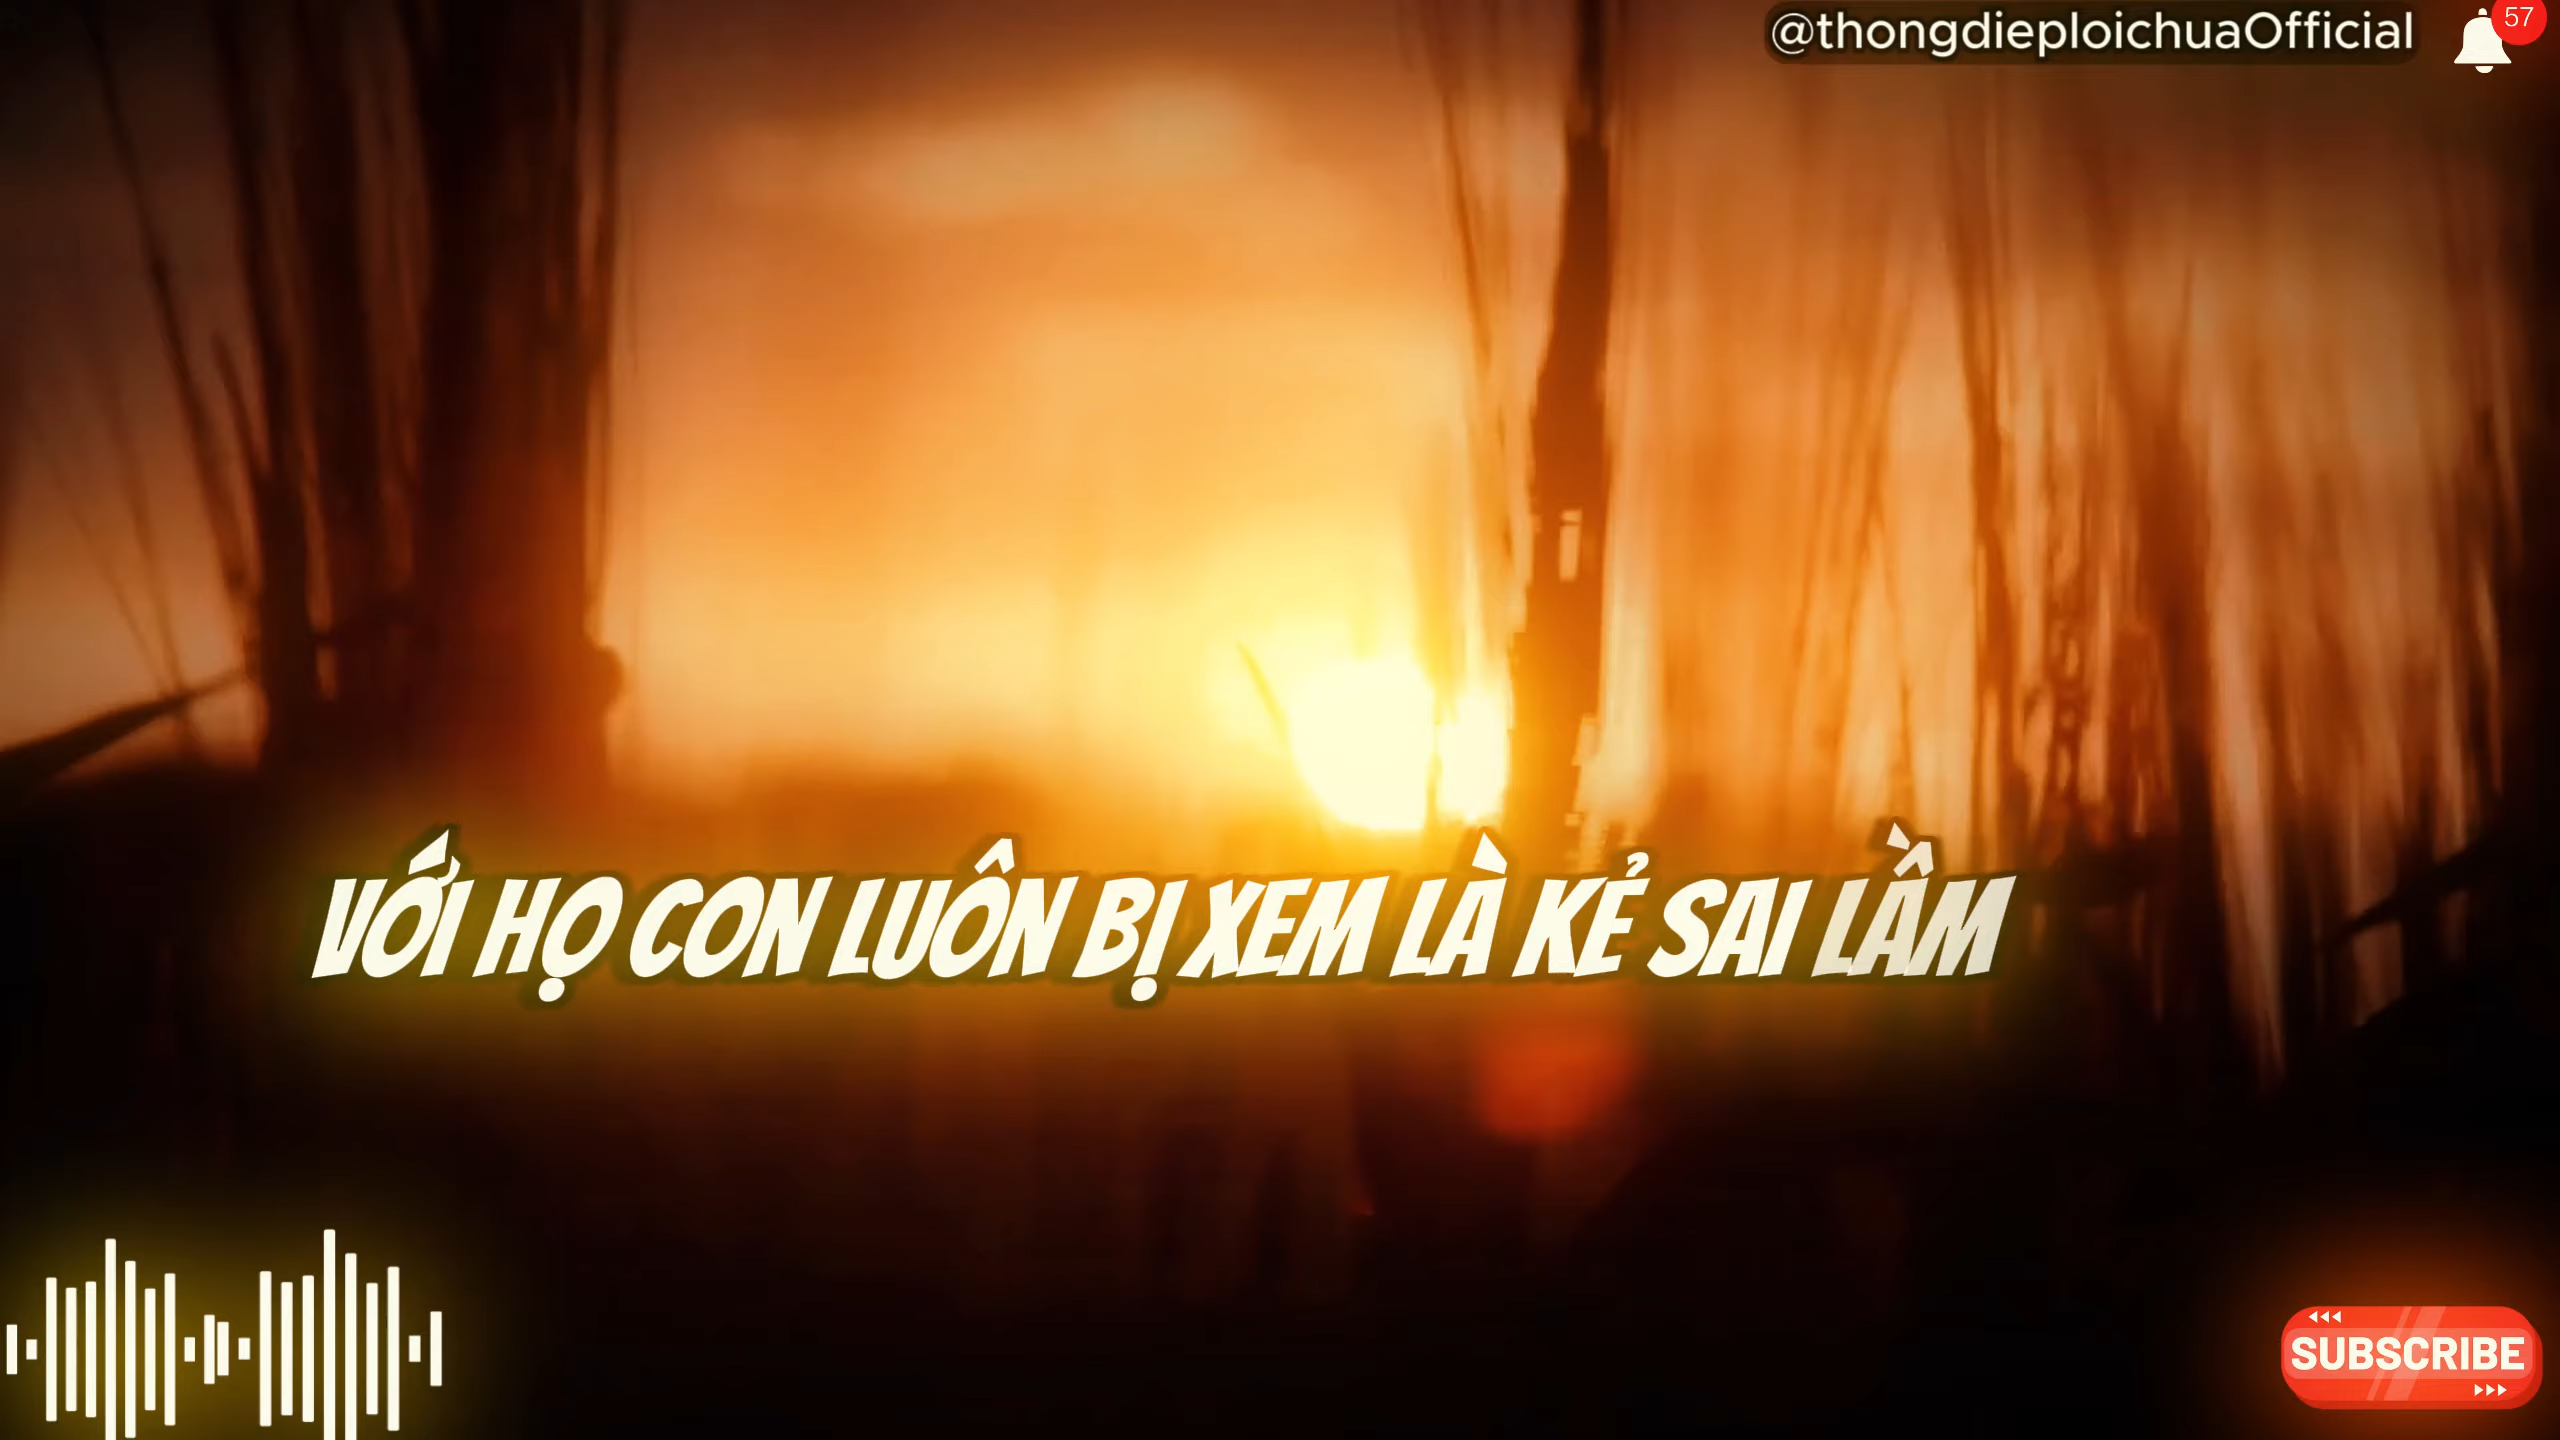 @thongdieploichuaOfficial
57
VỚI HỌ CON LUÔN BỊ XEM LÀ KẺ SAI LẦM
SUBSCRIBE